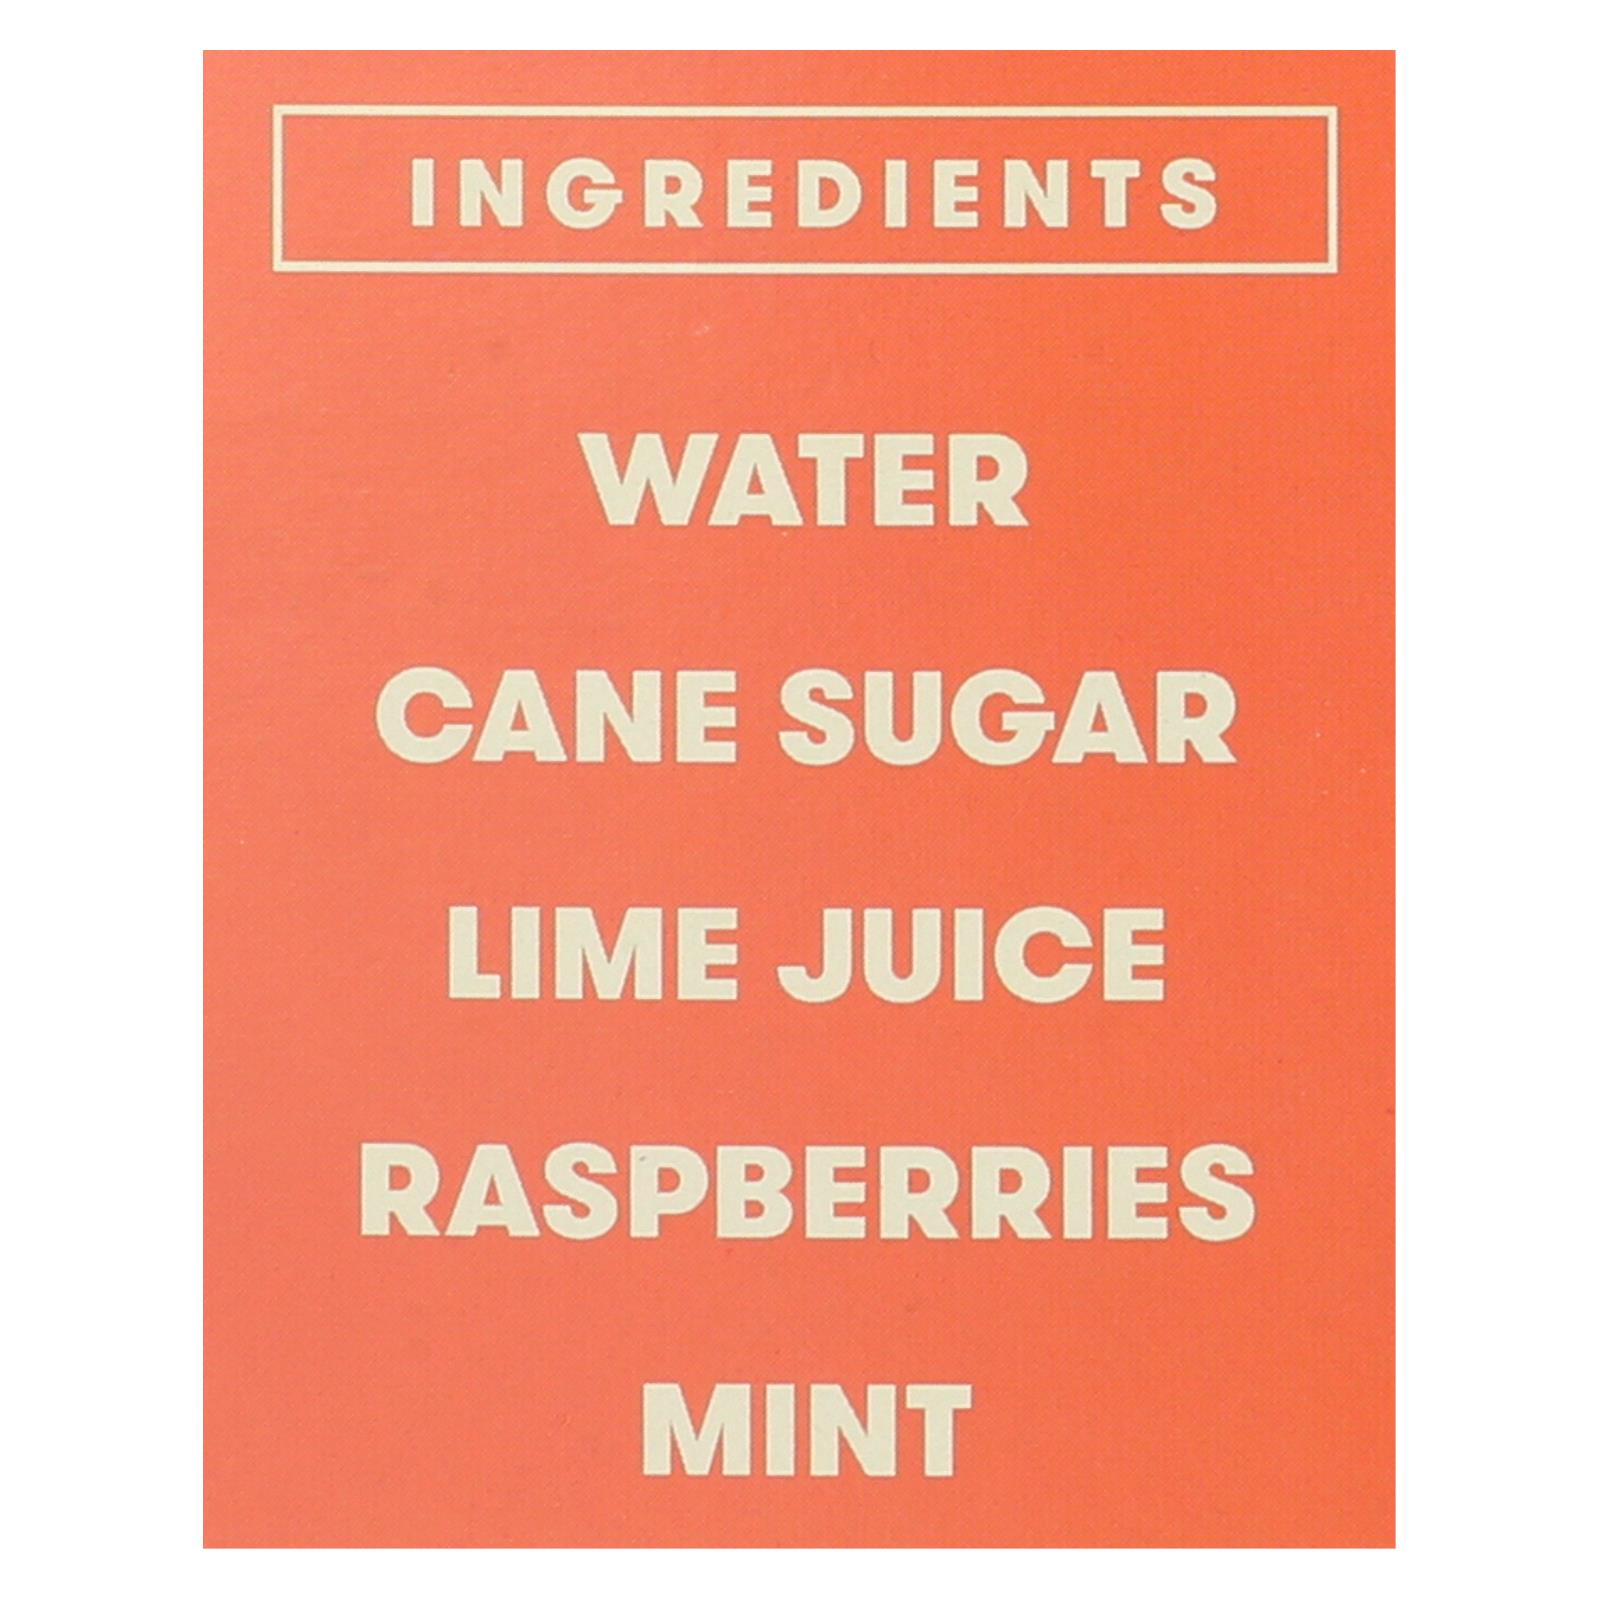 INGREDIENTS
WATER
CANE SUGAR
LIME JUICE
RASPBERRIES
MINT